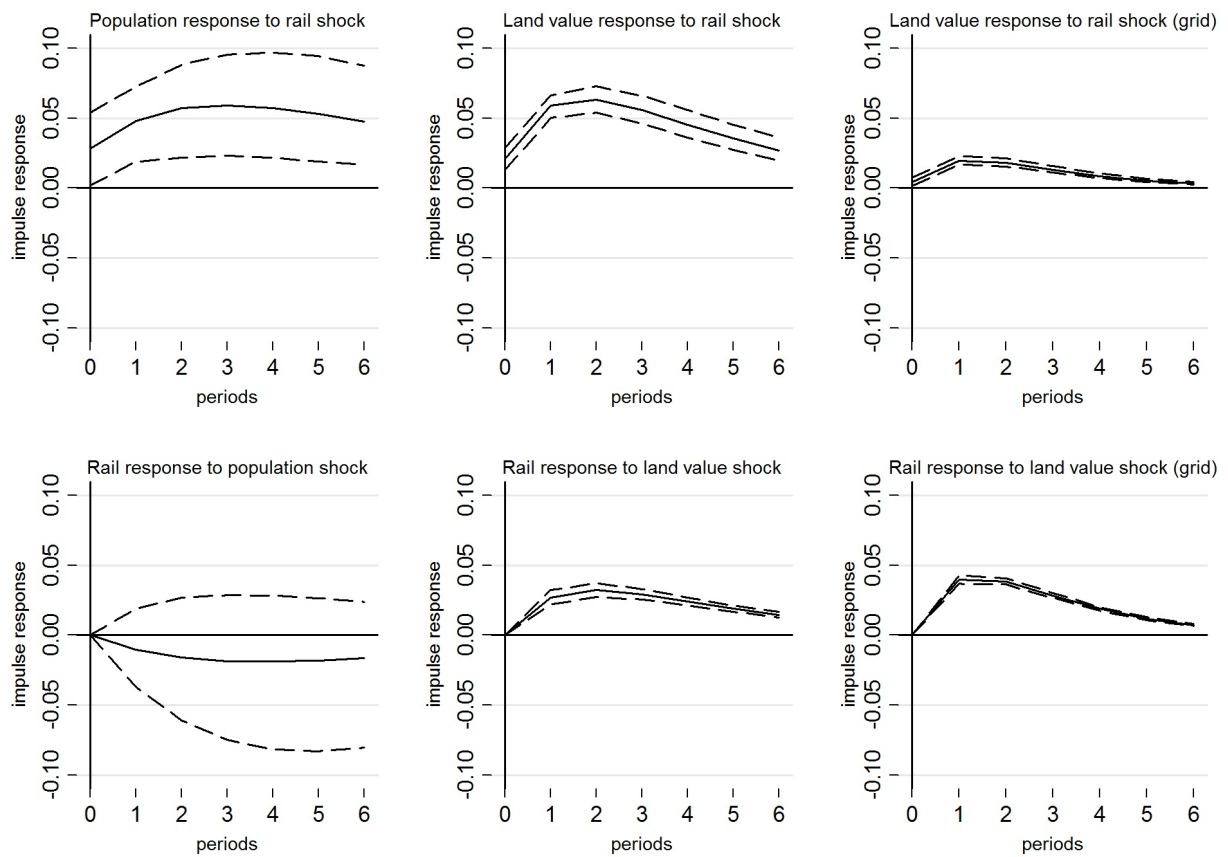 Population response to rail shock
impulse response
0.10
0.05
0.00
-0.05
-0.10
0 1 2 3 4 5 6
periods
Land value response to rail shock
impulse response
0.10
0.05
0.00
-0.05
-0.10
0 1 2 3 4 5 6
periods
Land value response to rail shock (grid)
impulse response
0.10
0.05
0.00
-0.05
-0.10
0 1 2 3 4 5 6
periods
Rail response to population shock
impulse response
0.10
0.05
0.00
-0.05
-0.10
0 1 2 3 4 5 6
periods
Rail response to land value shock
impulse response
0.10
0.05
0.00
-0.05
-0.10
0 1 2 3 4 5 6
periods
Rail response to land value shock (grid)
impulse response
0.10
0.05
0.00
-0.05
-0.10
0 1 2 3 4 5 6
periods